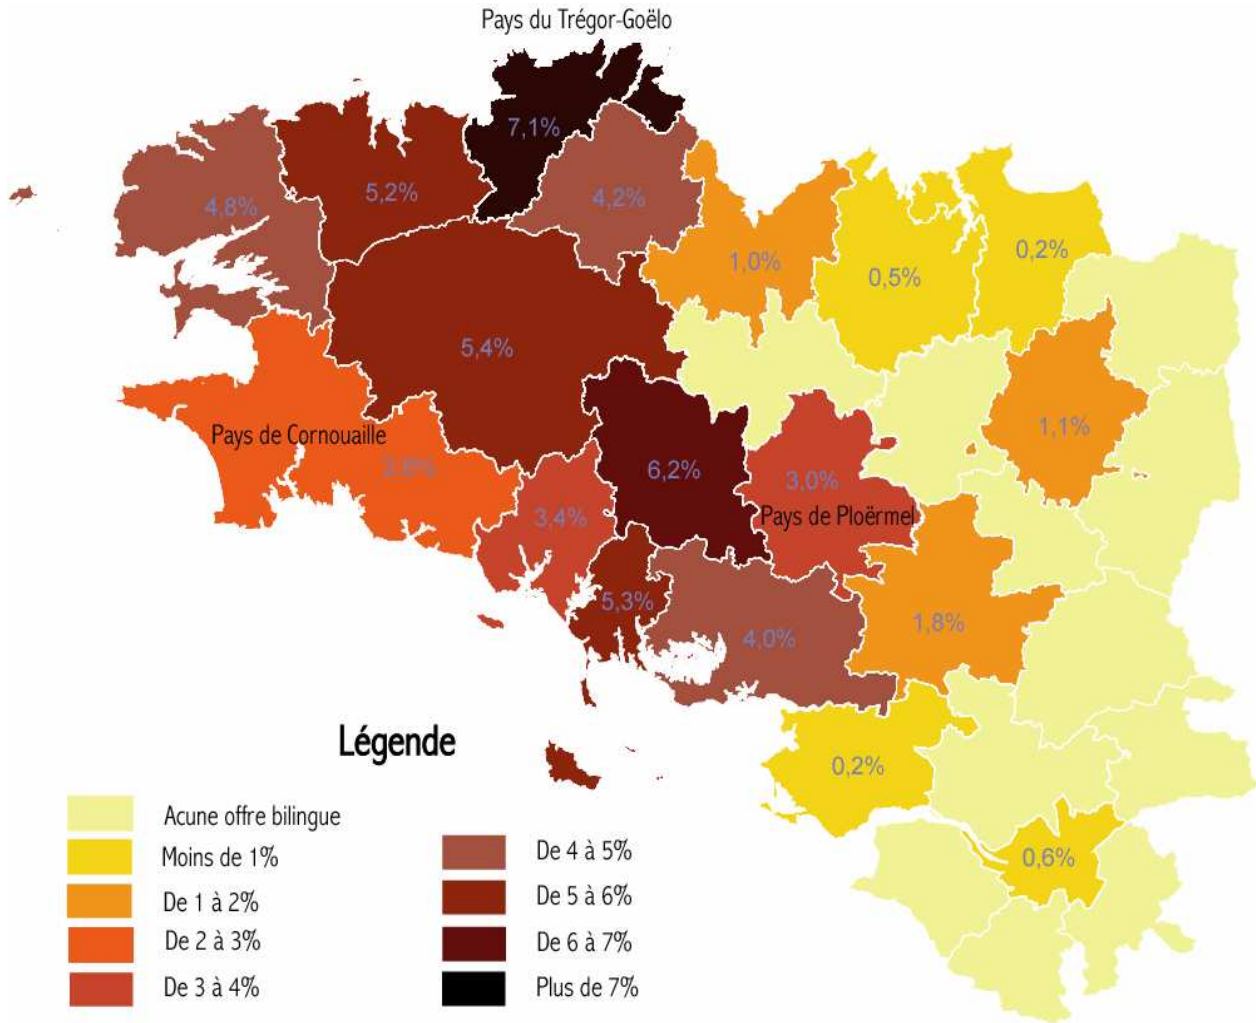 Pays du Trégor-Goëlo
7,1%
5,2%
4,8%
4,2%
1,0%
0,5%
0,2%
5,4%
Pays de Cornouaille
6,2%
3,0%
1,1%
Pays de Ploërmel
3,4%
5,3%
4,0%
1,8%
0,2%
0,6%
Légende
Acune offre bilingue
Moins de 1%
De 1 à 2%
De 2 à 3%
De 3 à 4%
De 4 à 5%
De 5 à 6%
De 6 à 7%
Plus de 7%